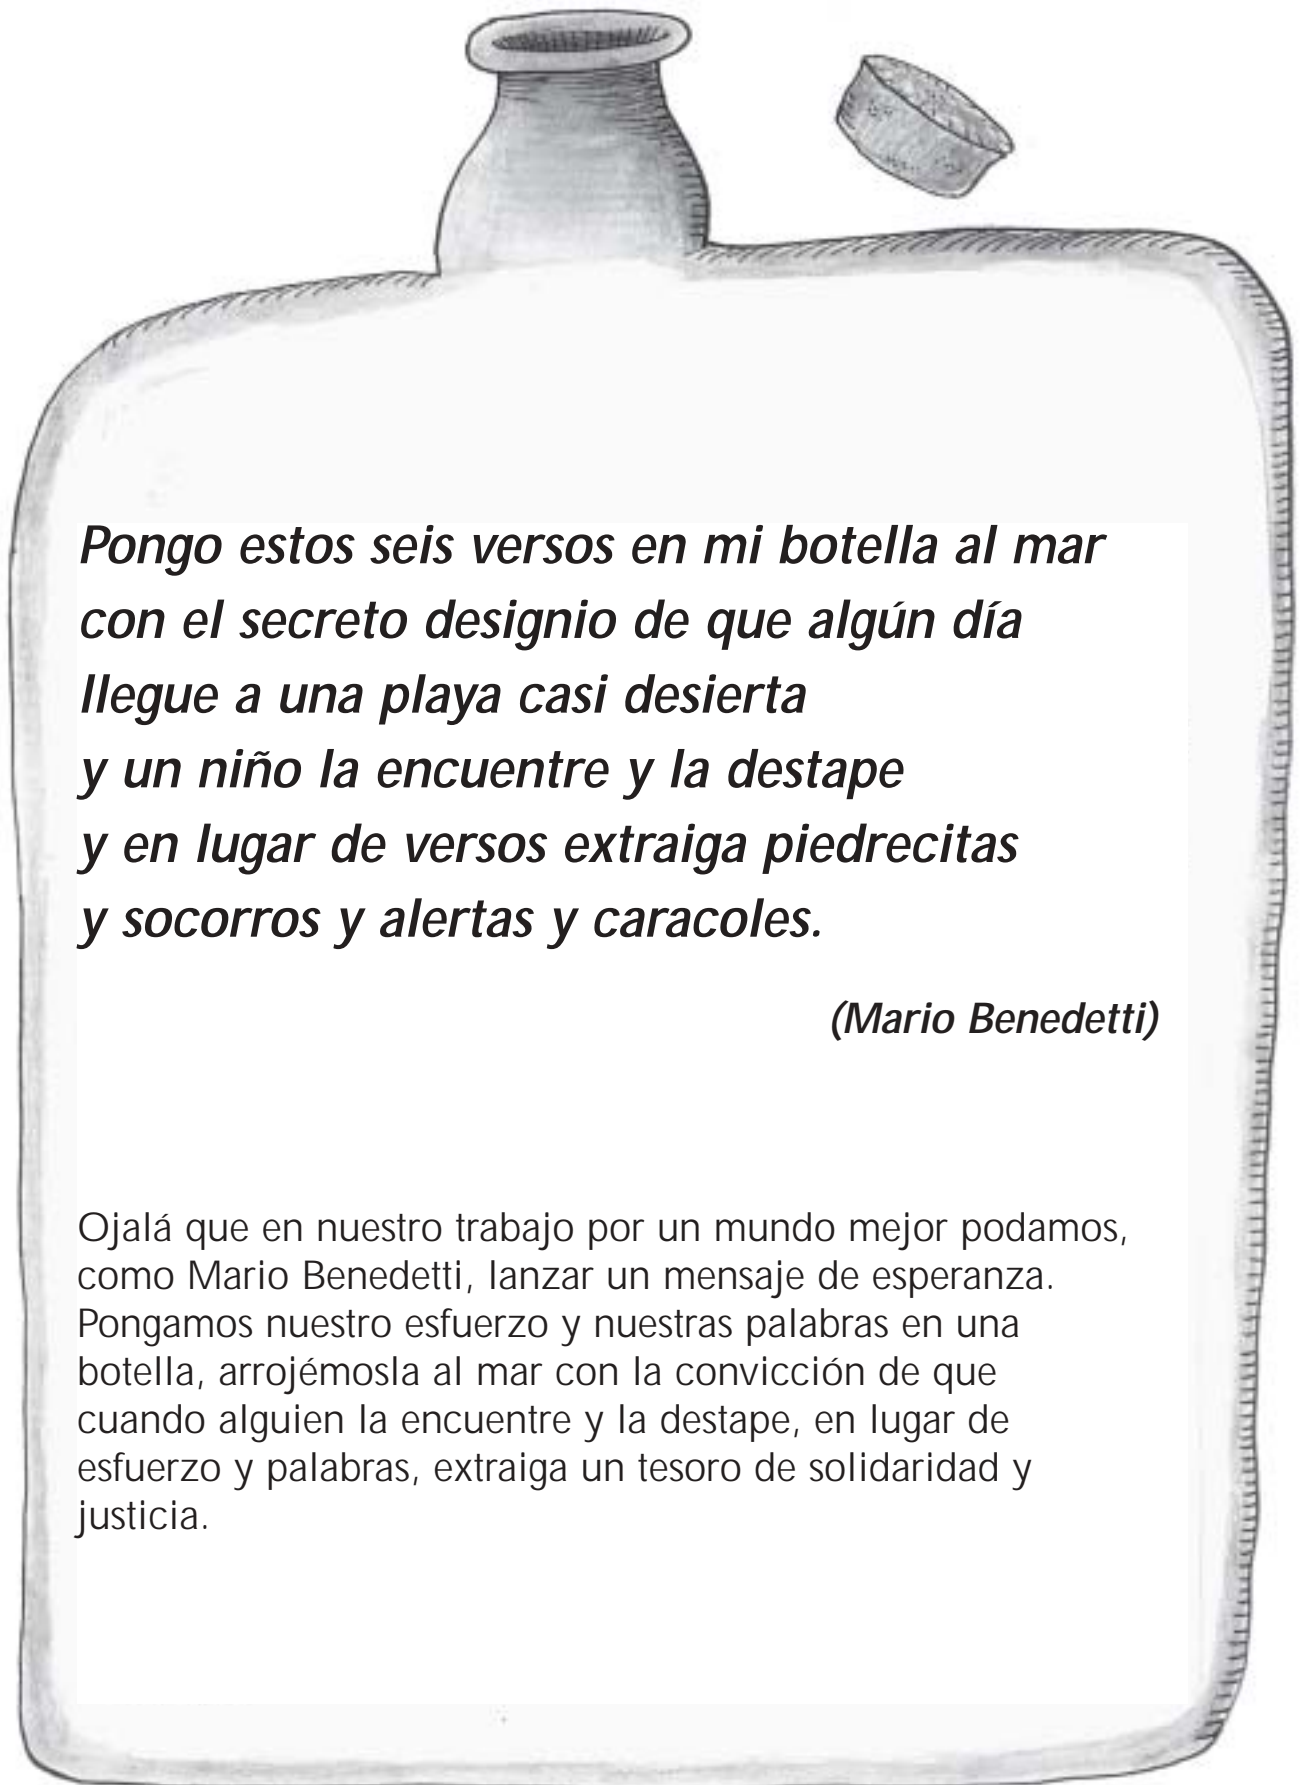 Pongo estos seis versos en mi botella al mar
con el secreto designio de que algún día
llegue a una playa casi desierta
y un niño la encuentre y la destape
y en lugar de versos extraiga piedrecitas
y socorros y alertas y caracoles.
(Mario Benedetti)
Ojalá que en nuestro trabajo por un mundo mejor podamos,
como Mario Benedetti, lanzar un mensaje de esperanza.
Pongamos nuestro esfuerzo y nuestras palabras en una
botella, arrojémosla al mar con la convicción de que
cuando alguien la encuentre y la destape, en lugar de
esfuerzo y palabras, extraiga un tesoro de solidaridad y
justicia.